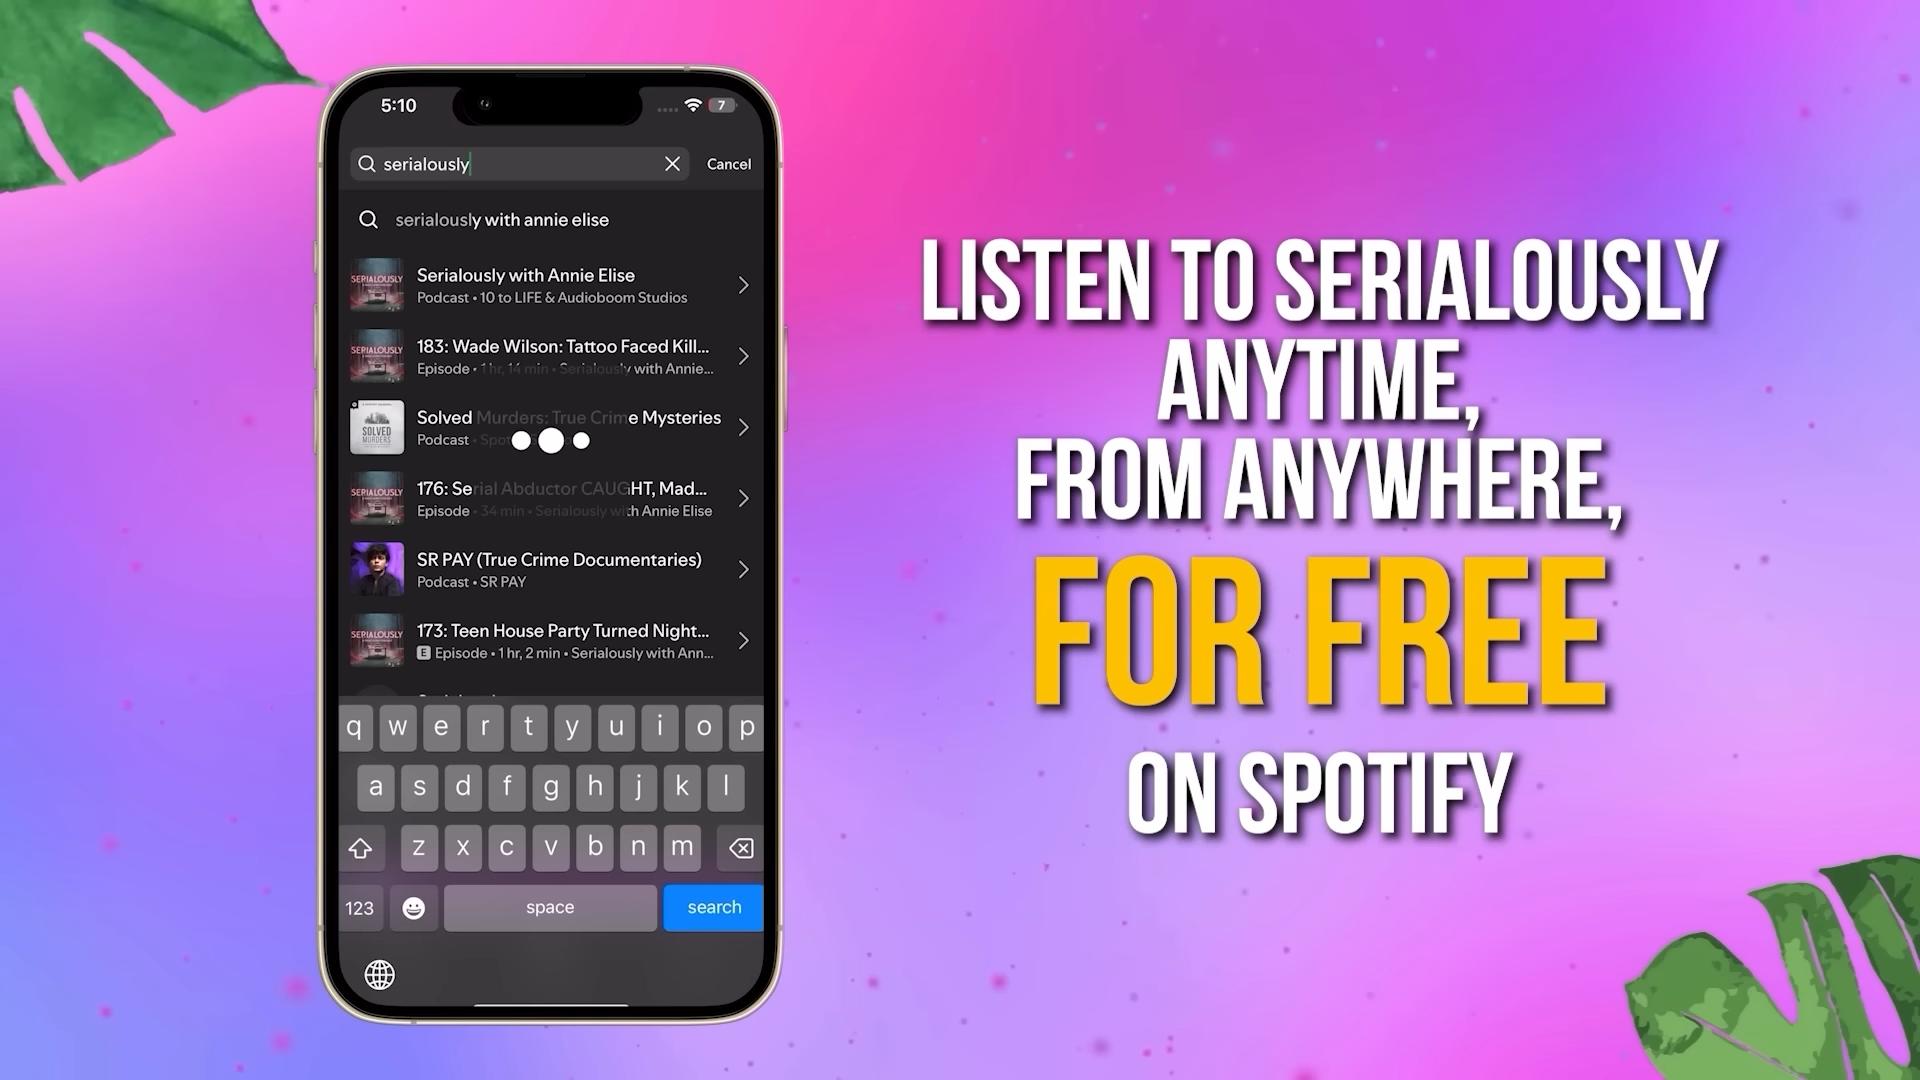 5:10
7
serialously
Cancel
serialously with annie elise
SERIALOUSLY
Serialously with Annie Elise
Podcast • 10 to LIFE & Audioboom Studios
SERIALOUSLY
183: Wade Wilson: Tattoo Faced Kill...
Episode • 1 hr, 14 min • Serialously with Annie...
SOLVED
MURDERS
Solved Murders: True Crime Mysteries
Podcast
SERIALOUSLY
176: Serial Abductor CAUGHT, Mad...
Episode • 34 min • Serialously with Annie Elise
SR PAY (True Crime Documentaries)
Podcast • SR PAY
SERIALOUSLY
173: Teen House Party Turned Night...
E Episode • 1 hr, 2 min • Serialously with Ann...
q w e r t y u i o p
a s d f g h j k l
z x c v b n m
123
space
search
LISTEN TO SERIALOUSLY
ANYTIME,
FROM ANYWHERE,
FOR FREE
ON SPOTIFY